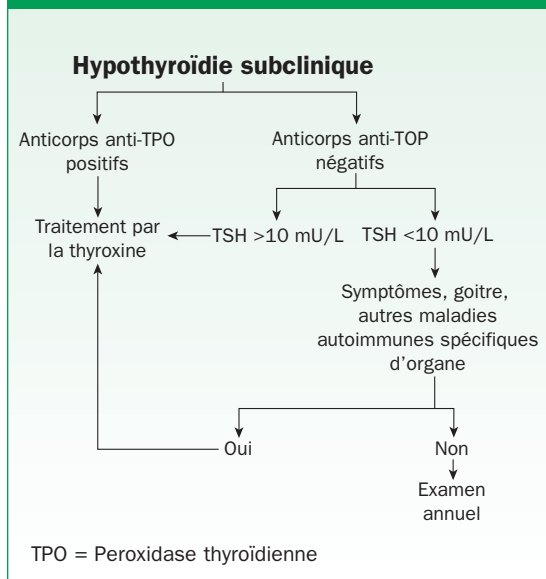 Hypothyroïdie subclinique
Anticorps anti-TPO
positifs
Anticorps anti-TOP
négatifs
Traitement par
la thyroxine
TSH >10 mU/L
TSH <10 mU/L
Symptômes, goitre,
autres maladies
autoimmunes spécifiques
d’organe
Oui
Non
Examen
annuel
TPO = Peroxidase thyroïdienne